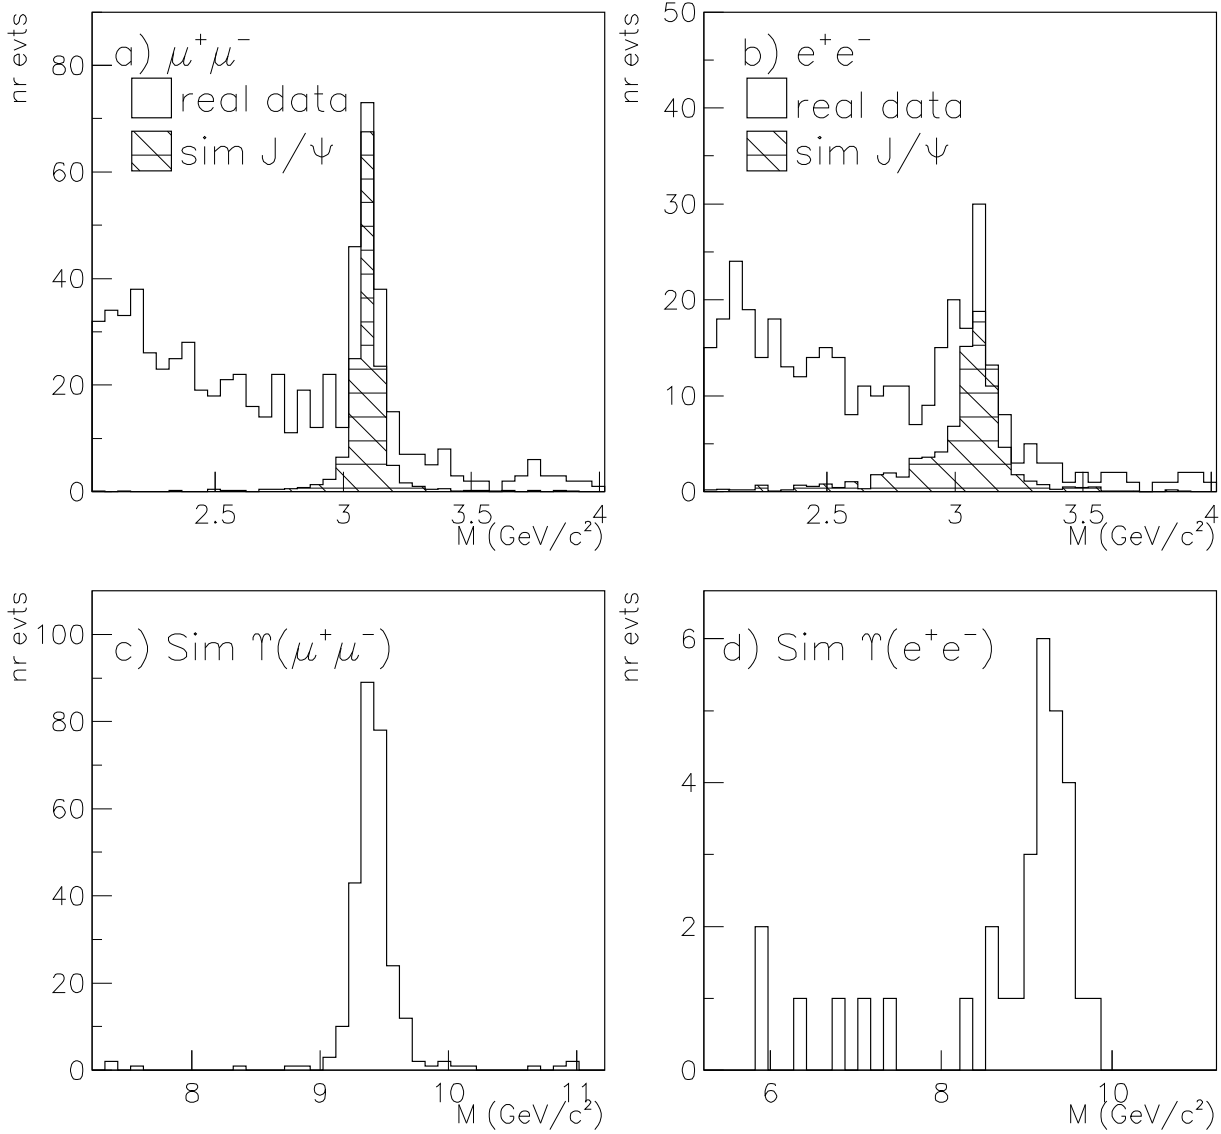 nr evts
a) μ⁺μ⁻
real data
sim J/Ψ
80
60
40
20
0
2.5
3
3.5
4
M (GeV/c²)
nr evts
b) e⁺e⁻
real data
sim J/Ψ
50
40
30
20
10
0
2.5
3
3.5
4
M (GeV/c²)
nr evts
c) Sim ϒ(μ⁺μ⁻)
100
80
60
40
20
0
8
9
10
11
M (GeV/c²)
nr evts
d) Sim ϒ(e⁺e⁻)
6
4
2
0
6
8
10
M (GeV/c²)